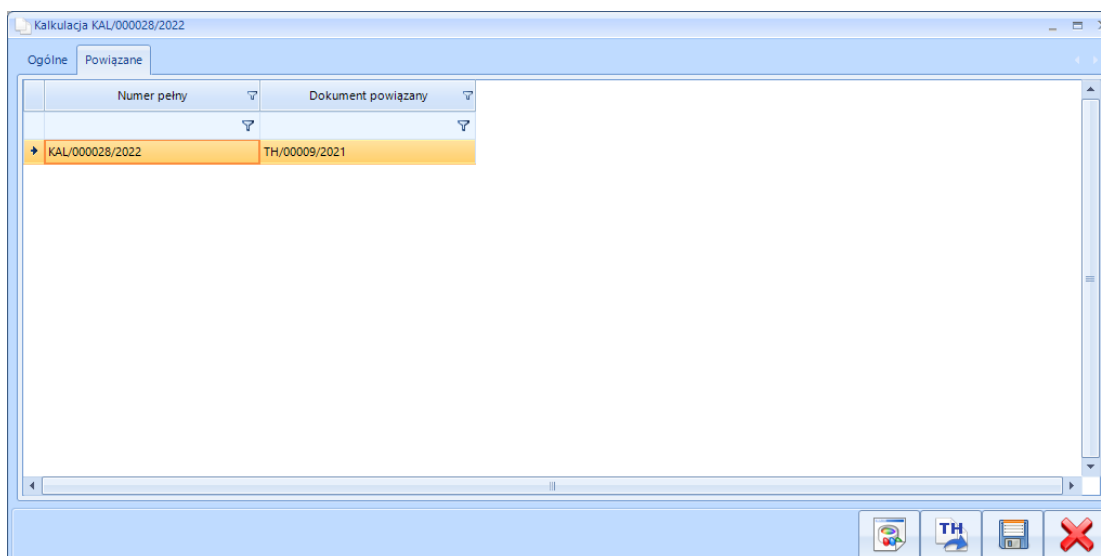 Kalkulacja KAL/000028/2022
Ogólne Powiązane
Numer pełny Dokument powiązany
KAL/000028/2022 TH/00009/2021
TH